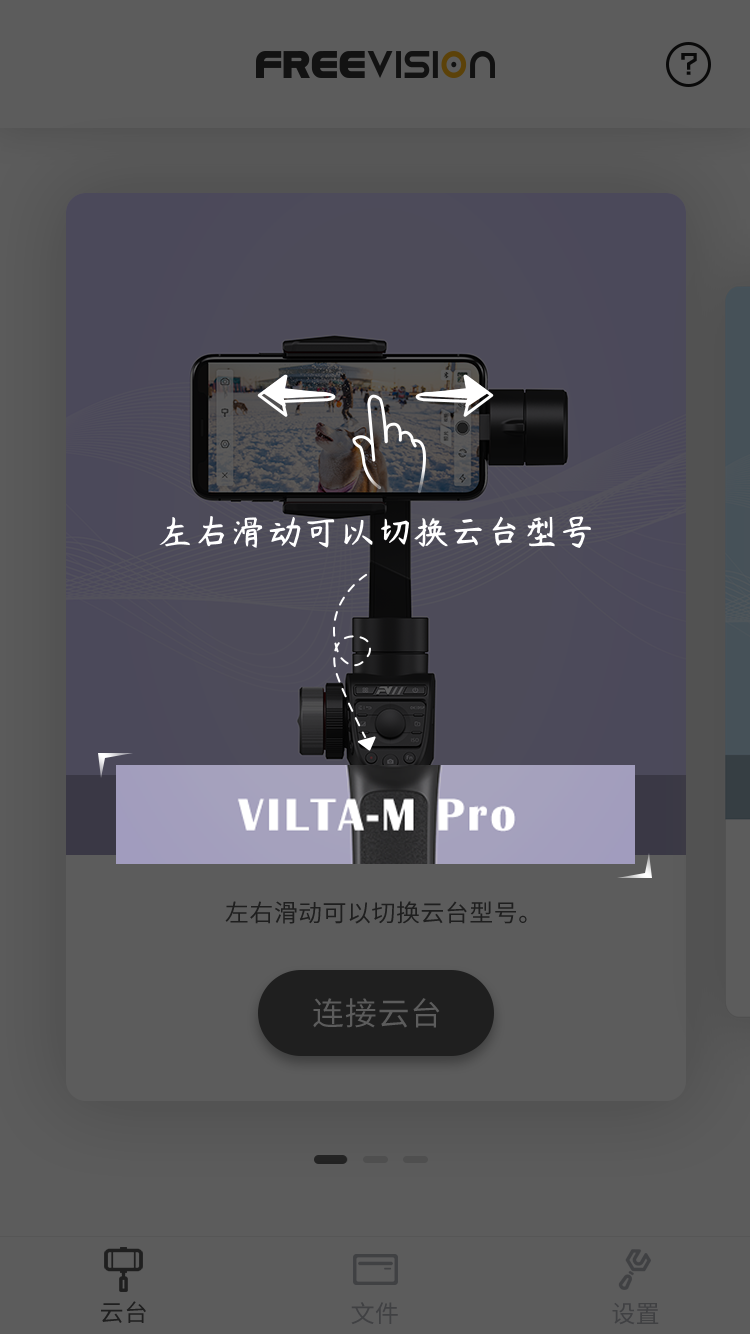 FREEVISION
?
左右滑动可以切换云台型号
VILTA-M Pro
左右滑动可以切换云台型号。
连接云台
云台
文件
设置